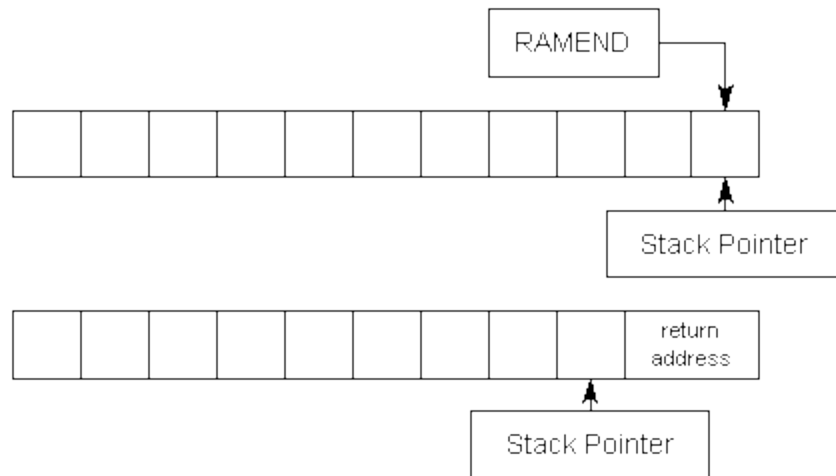 RAMEND
Stack Pointer
return
address
Stack Pointer